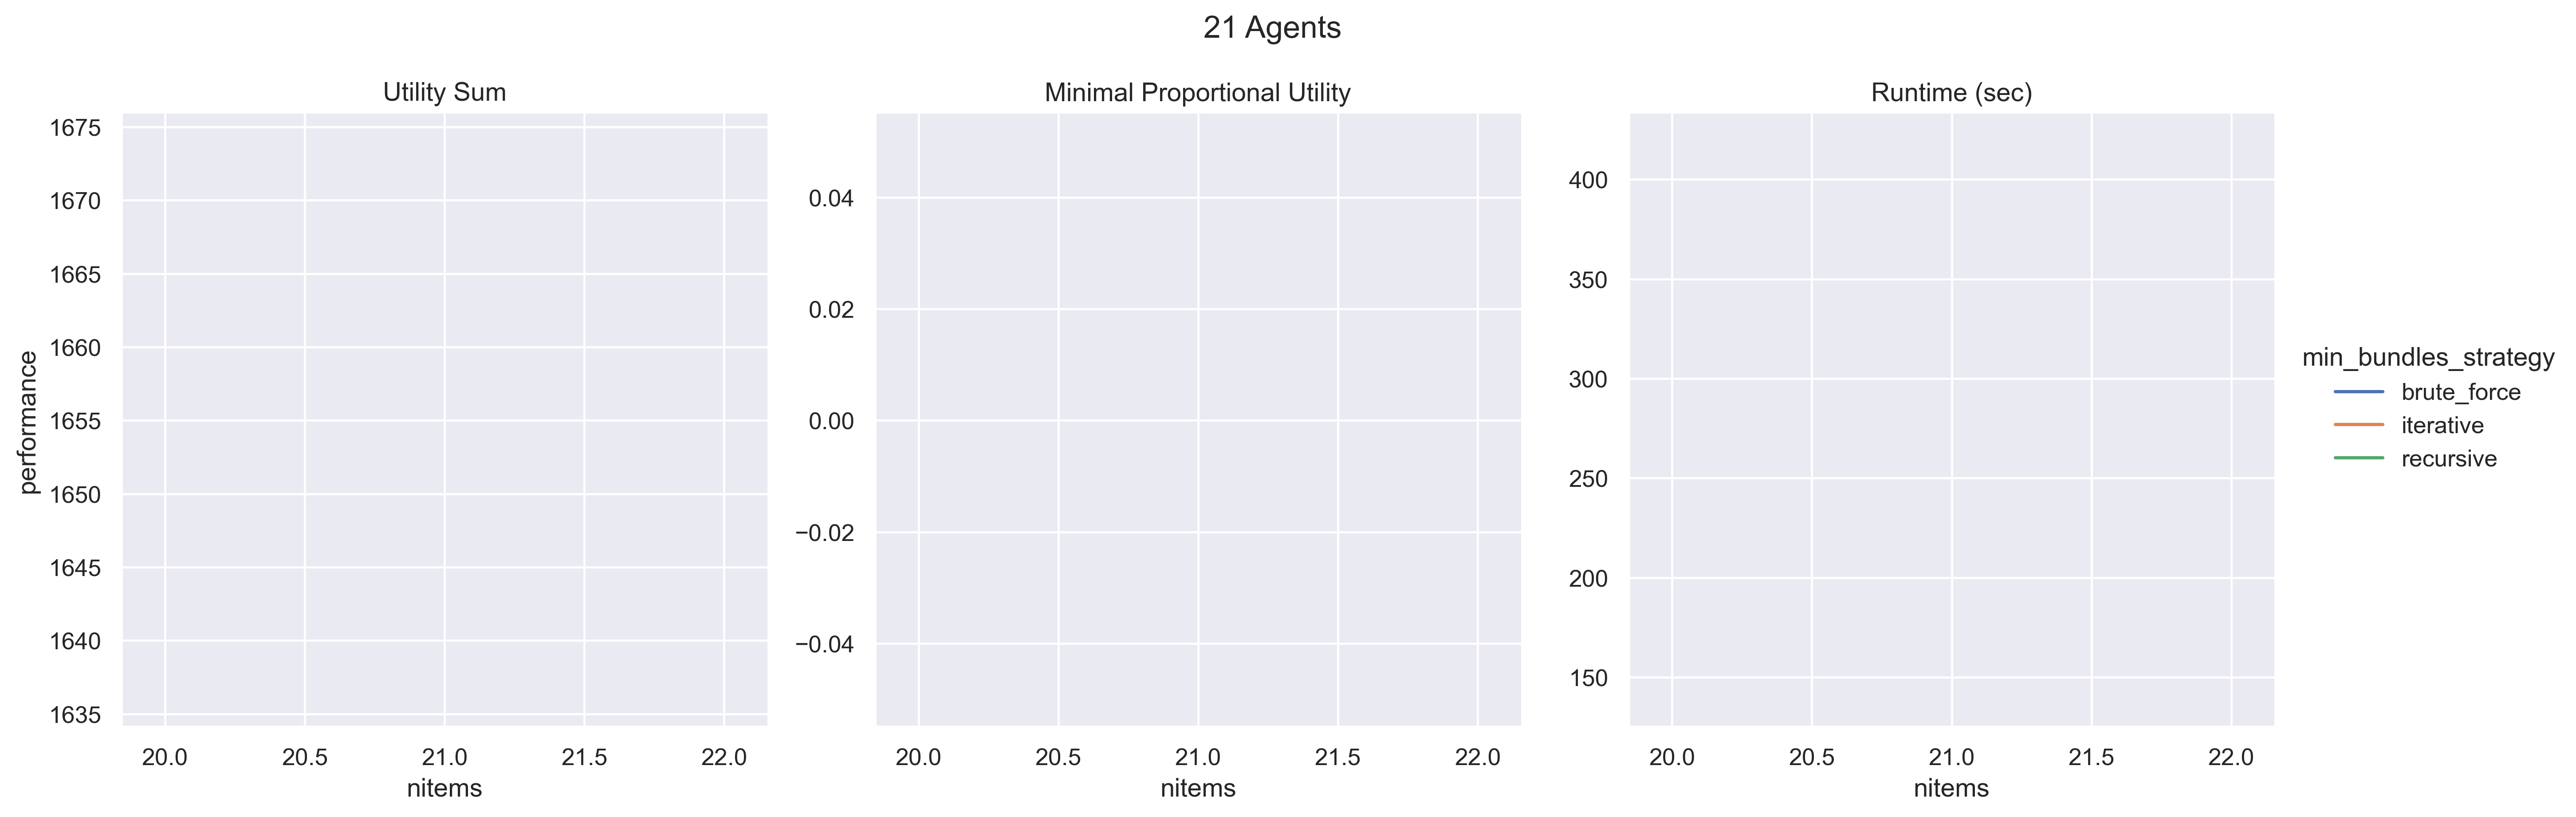 21 Agents
Utility Sum
Minimal Proportional Utility
Runtime (sec)
performance
1675
1670
1665
1660
1655
1650
1645
1640
1635
20.0 20.5 21.0 21.5 22.0
nitems
0.04
0.02
0.00
−0.02
−0.04
20.0 20.5 21.0 21.5 22.0
nitems
400
350
300
250
200
150
20.0 20.5 21.0 21.5 22.0
nitems
min_bundles_strategy
brute_force
iterative
recursive